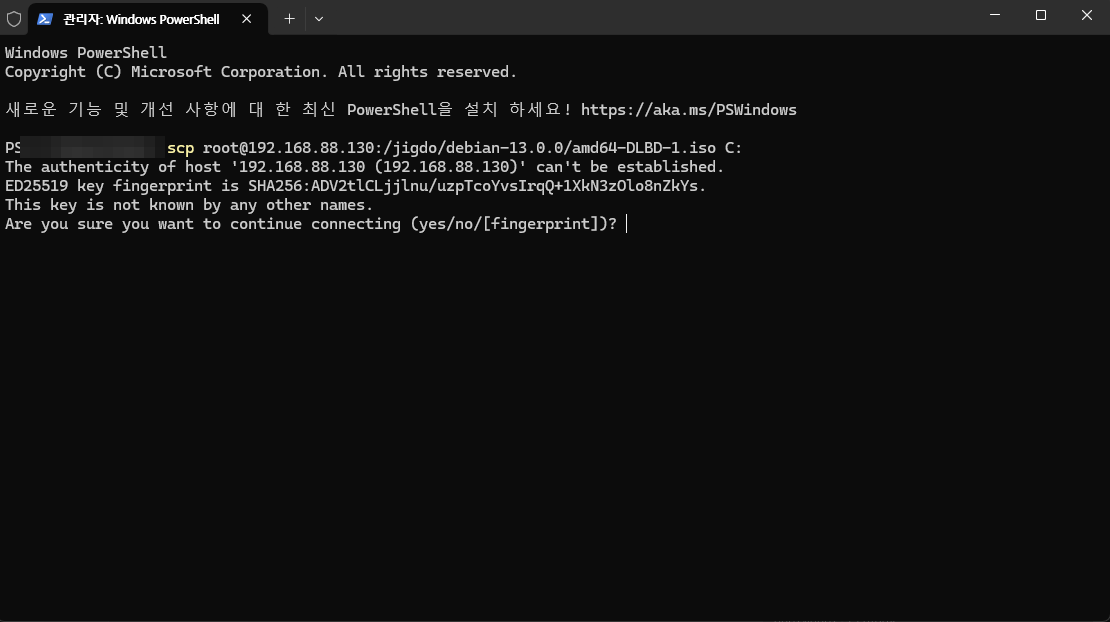 관리자: Windows PowerShell
Windows PowerShell
Copyright (C) Microsoft Corporation. All rights reserved.
새로운 기능 및 개선 사항에 대 한 최신 PowerShell을 설치 하세요! https://aka.ms/PSWindows
PS scp root@192.168.88.130:/jigdo/debian-13.0.0/amd64-DLBD-1.iso C:
The authenticity of host '192.168.88.130 (192.168.88.130)' can't be established.
ED25519 key fingerprint is SHA256:ADV2tlCLjjlnu/uzpTcoYvsIrqQ+1XkN3zOlo8nZkYs.
This key is not known by any other names.
Are you sure you want to continue connecting (yes/no/[fingerprint])?